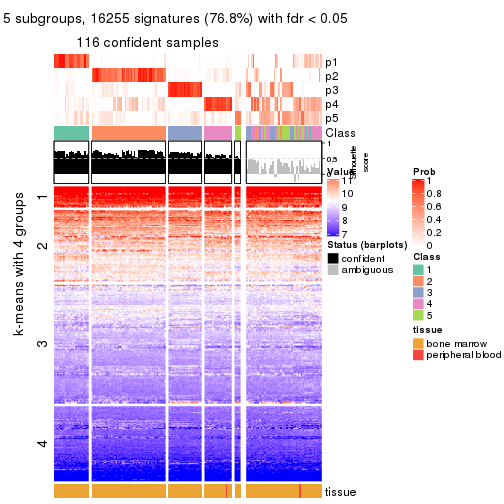 5 subgroups, 16255 signatures (76.8%) with fdr < 0.05
116 confident samples
p1
p2
p3
p4
p5
Class
1
0.5
0
Silhouette
score
k-means with 4 groups
1
2
3
4
Value
11
10
9
8
7
Status (barplots)
confident
ambiguous
Prob
1
0.8
0.6
0.4
0.2
0
Class
1
2
3
4
5
tissue
bone marrow
peripheral blood
tissue